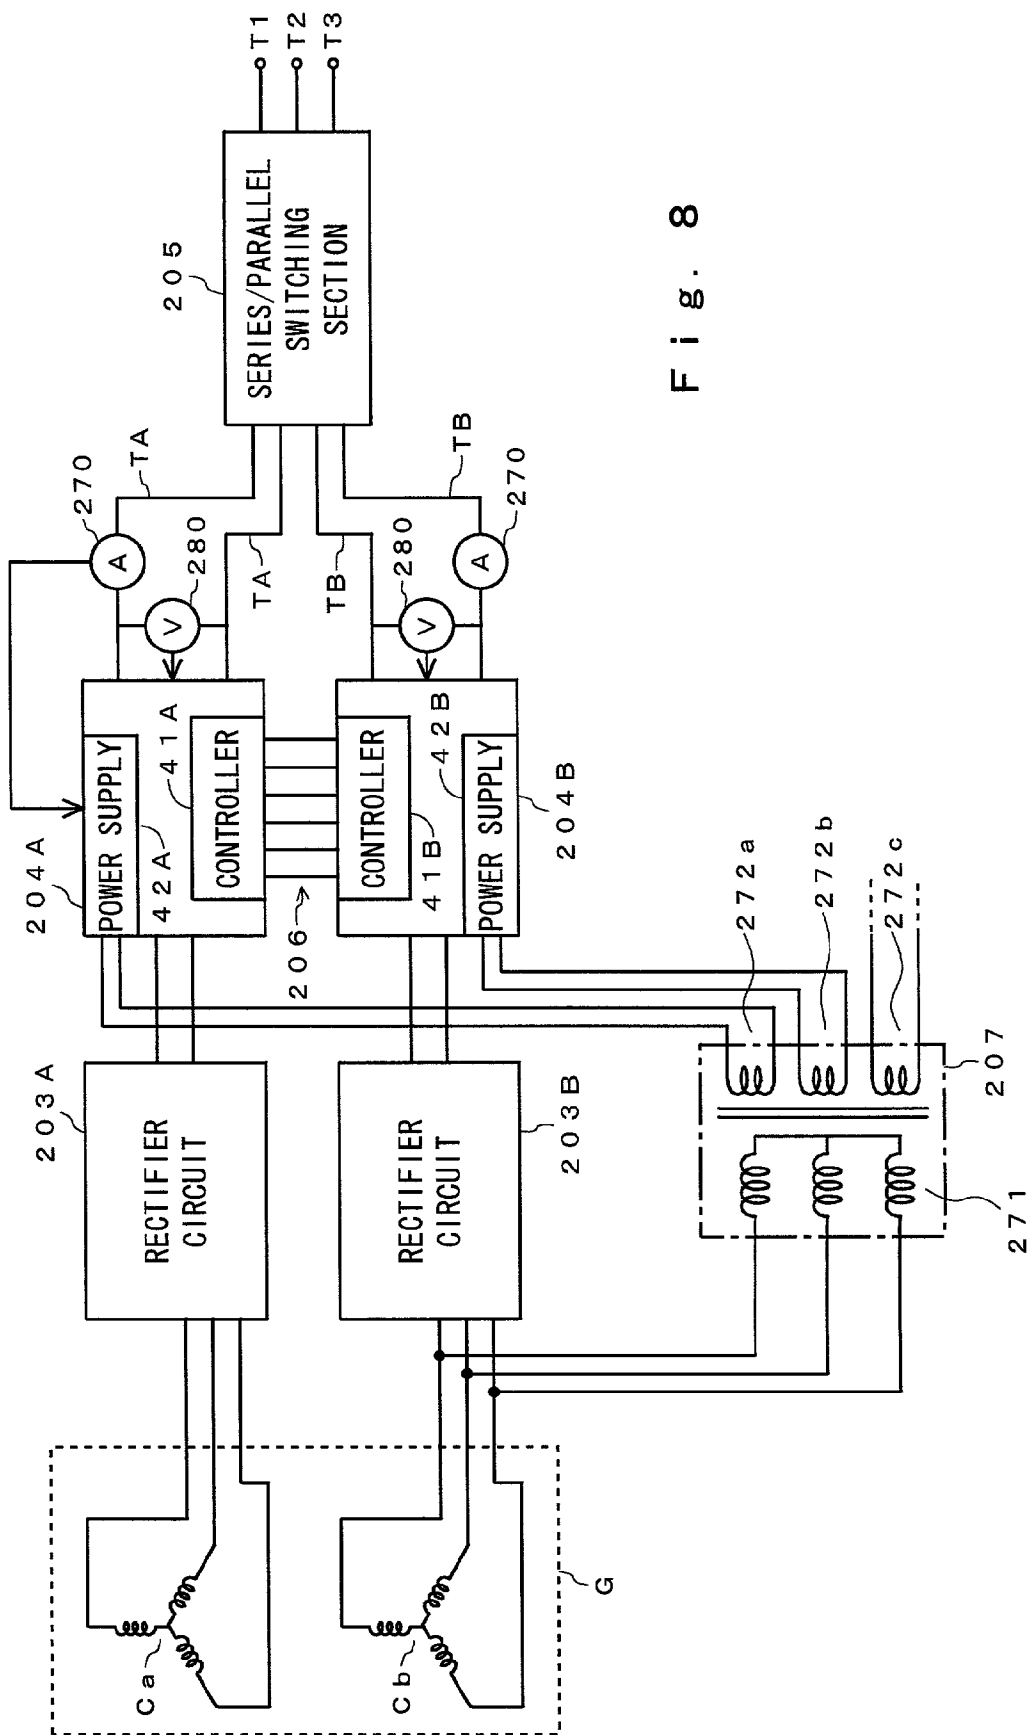 T1
T2
T3
205
SERIES/PARALLEL
SWITCHING
SECTION
TA
270
A
280
V
TA
TB
TB
280
V
270
A
204A
POWER SUPPLY
42A
41A
CONTROLLER
206
CONTROLLER
41B
42B
POWER SUPPLY
204B
203A
RECTIFIER
CIRCUIT
203B
RECTIFIER
CIRCUIT
272a
272b
272c
207
271
Ca
Cb
G
Fig. 8